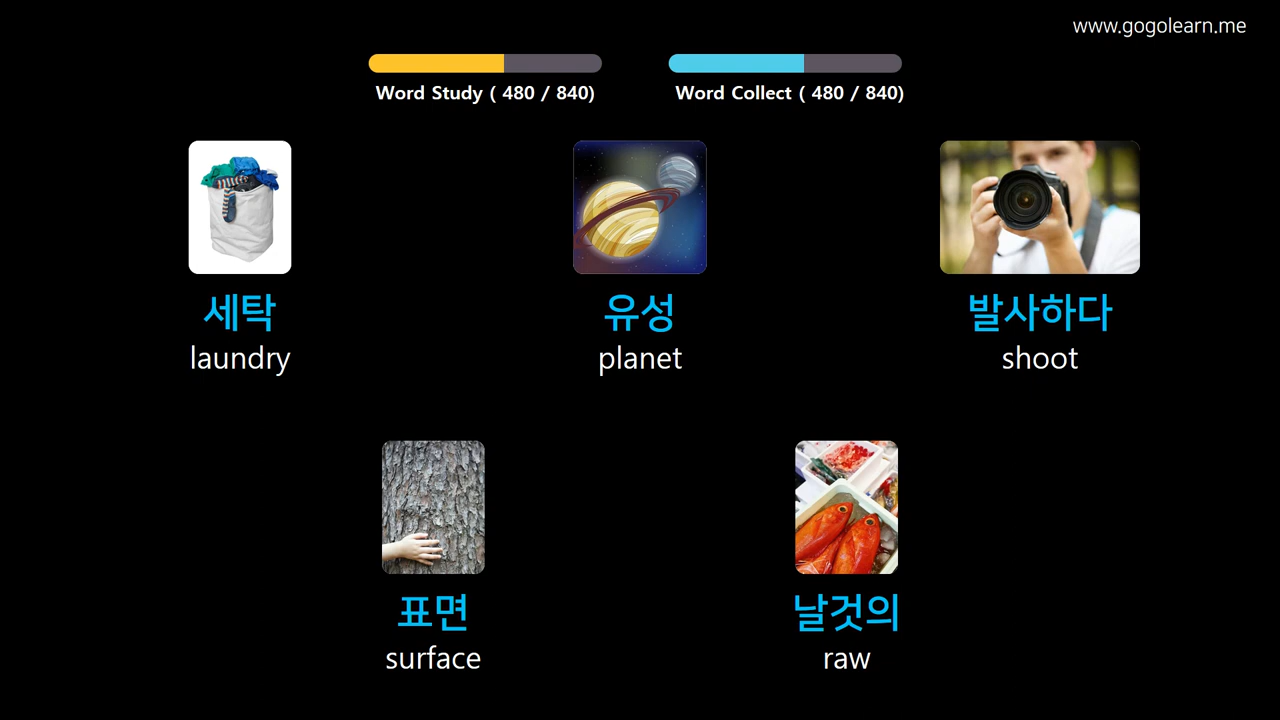 www.gogolearn.me
Word Study ( 480 / 840)
Word Collect ( 480 / 840)
세탁
laundry
유성
planet
발사하다
shoot
표면
surface
날것의
raw